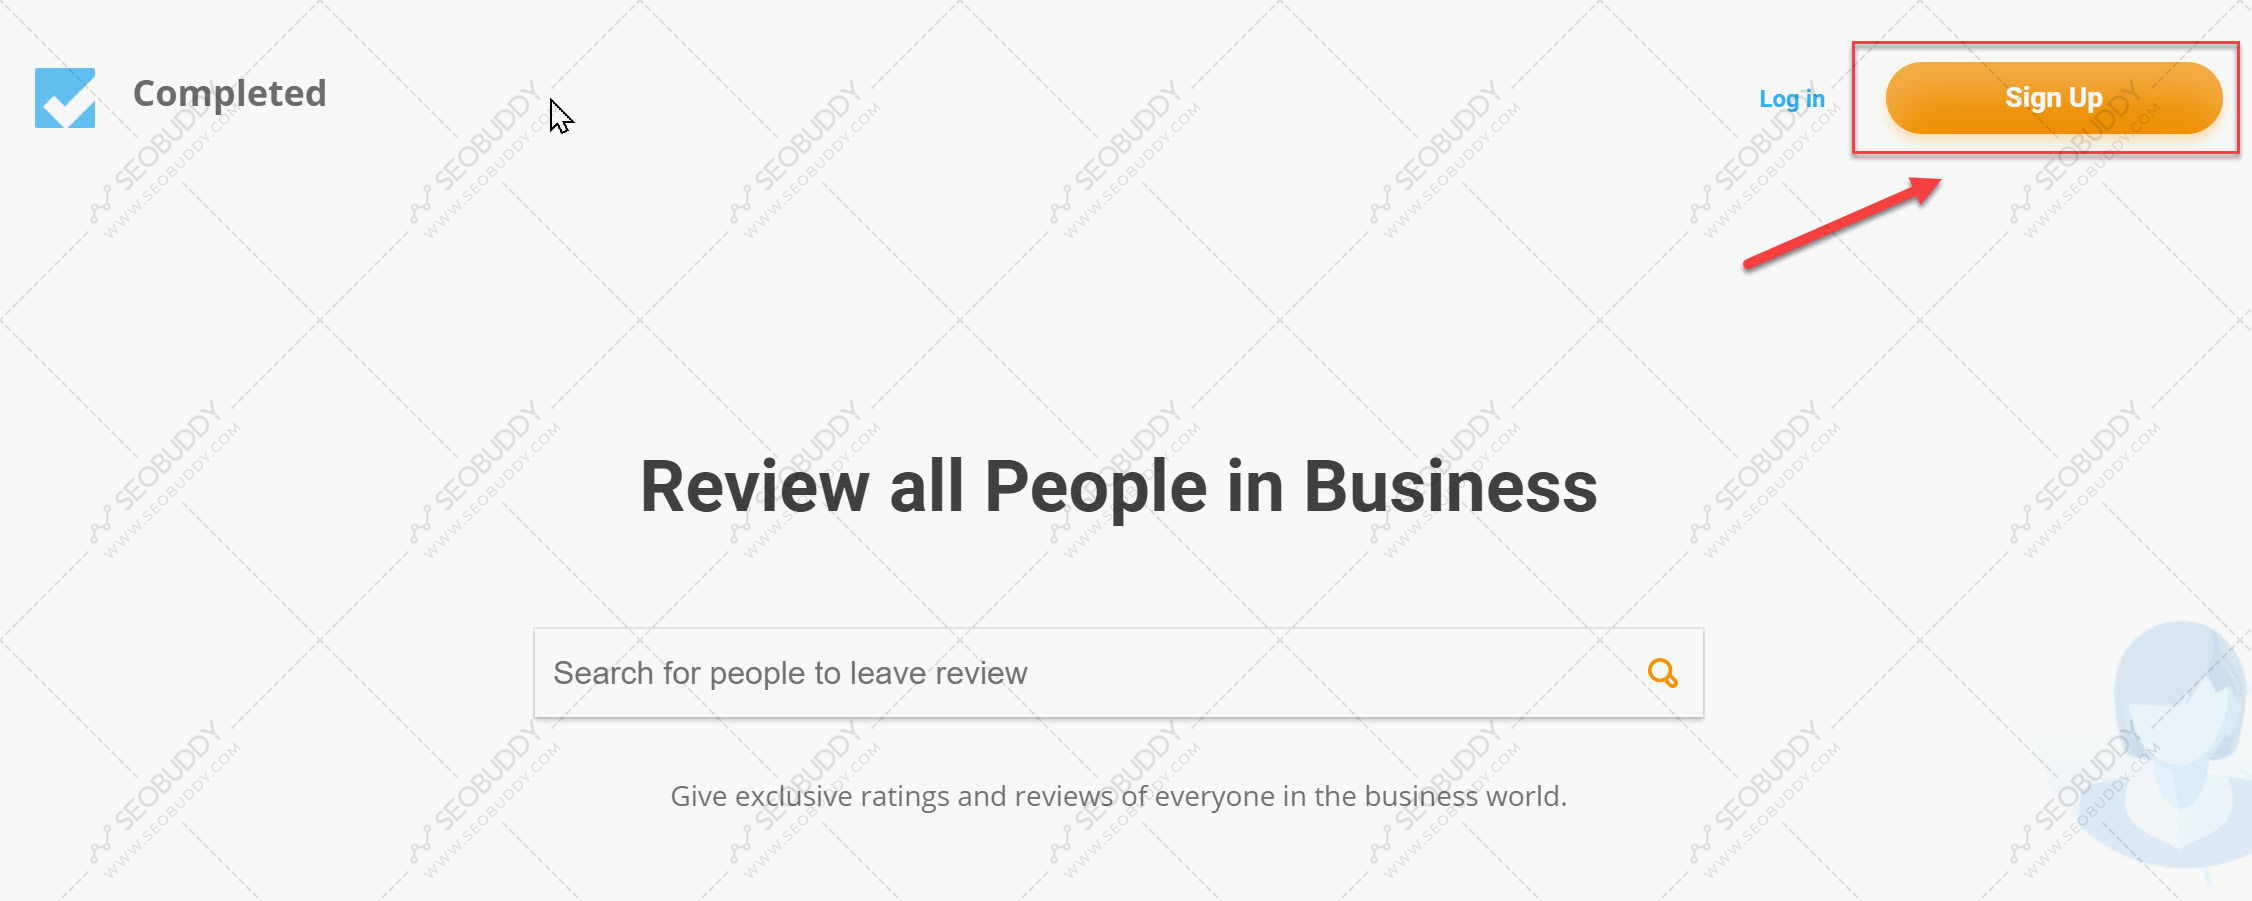 Completed
Log in
Sign Up
Review all People in Business
Search for people to leave review
Give exclusive ratings and reviews of everyone in the business world.
SEOBUDDY
WWW.SEOBUDDY.COM